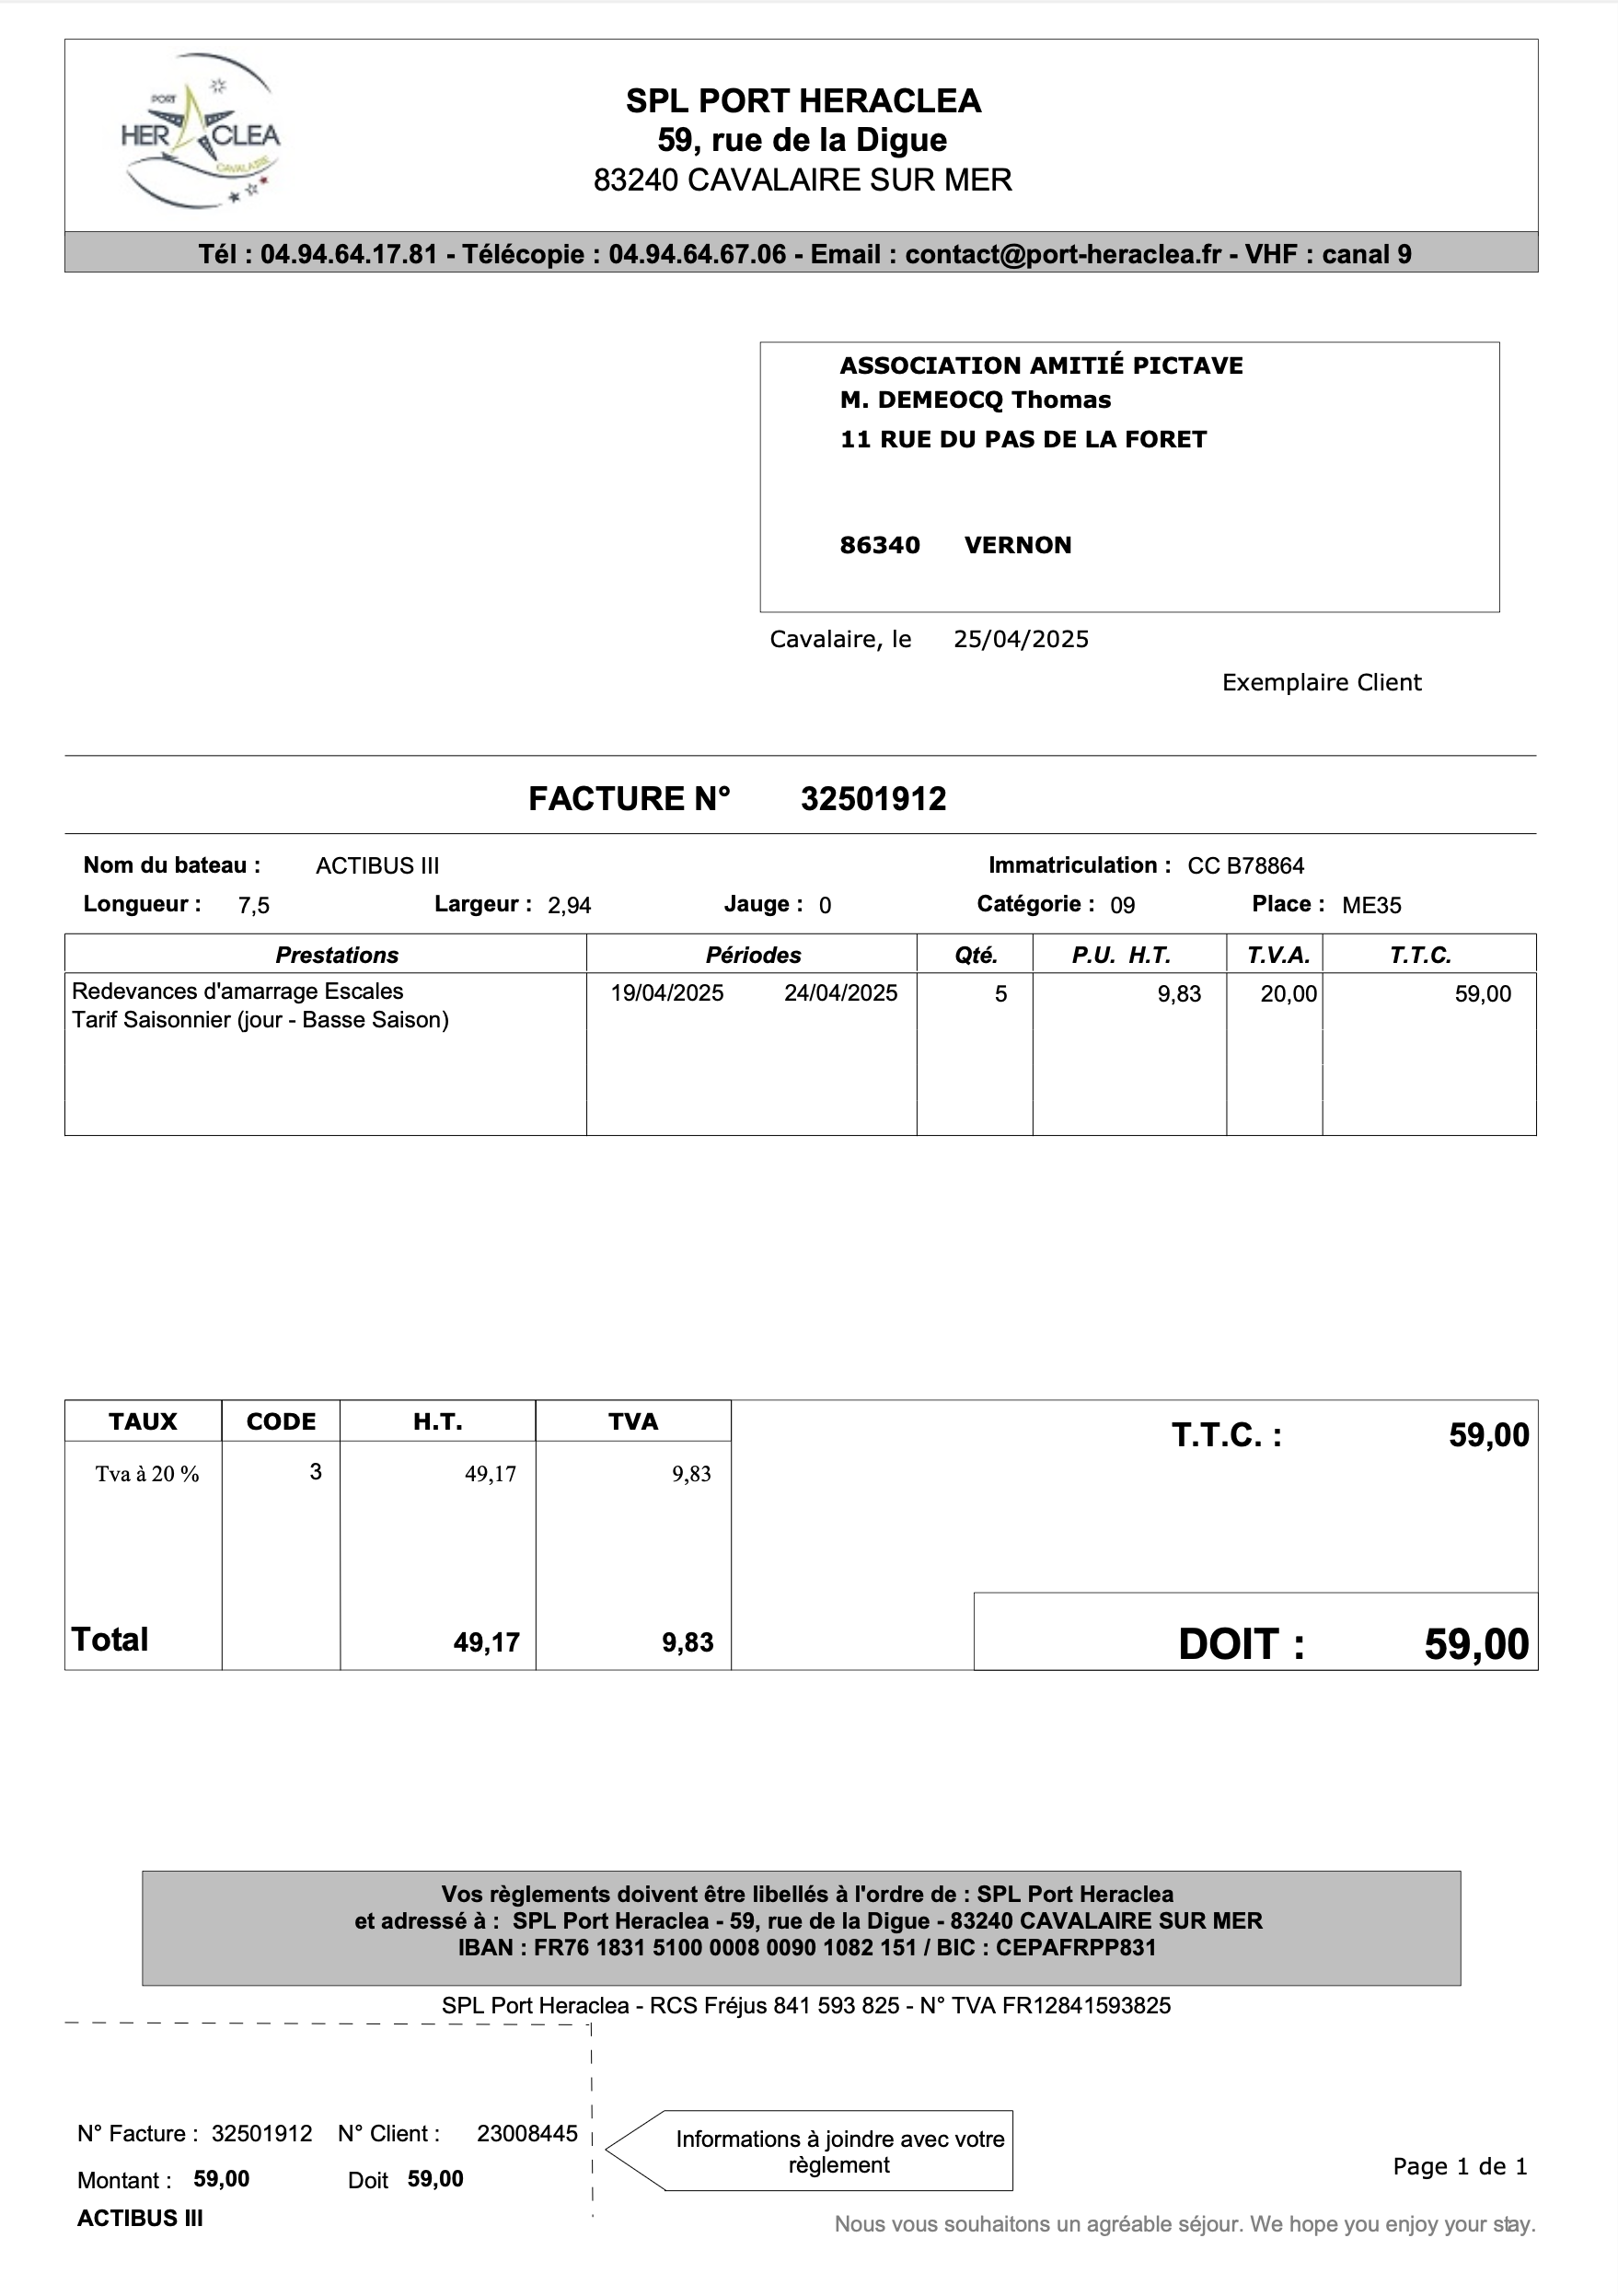 PORT
HERACLEA
CAVALAIRE
SPL PORT HERACLEA
59, rue de la Digue
83240 CAVALAIRE SUR MER
Tél : 04.94.64.17.81 - Télécopie : 04.94.64.67.06 - Email : contact@port-heraclea.fr - VHF : canal 9
ASSOCIATION AMITIÉ PICTAVE
M. DEMEOCQ Thomas
11 RUE DU PAS DE LA FORET
86340 VERNON
Cavalaire, le 25/04/2025
Exemplaire Client
FACTURE N° 32501912
Nom du bateau : ACTIBUS III Immatriculation : CC B78864
Longueur : 7,5 Largeur : 2,94 Jauge : 0 Catégorie : 09 Place : ME35
Prestations Périodes Qté. P.U. H.T. T.V.A. T.T.C.
Redevances d'amarrage Escales 19/04/2025 24/04/2025 5 9,83 20,00 59,00
Tarif Saisonnier (jour - Basse Saison)
TAUX CODE H.T. TVA T.T.C. : 59,00
Tva à 20 % 3 49,17 9,83
Total 49,17 9,83 DOIT : 59,00
Vos règlements doivent être libellés à l'ordre de : SPL Port Heraclea
et adressé à : SPL Port Heraclea - 59, rue de la Digue - 83240 CAVALAIRE SUR MER
IBAN : FR76 1831 5100 0008 0090 1082 151 / BIC : CEPAFRPP831
SPL Port Heraclea - RCS Fréjus 841 593 825 - N° TVA FR12841593825
N° Facture : 32501912 N° Client : 23008445
Montant : 59,00 Doit 59,00
ACTIBUS III
Informations à joindre avec votre
règlement
Page 1 de 1
Nous vous souhaitons un agréable séjour. We hope you enjoy your stay.